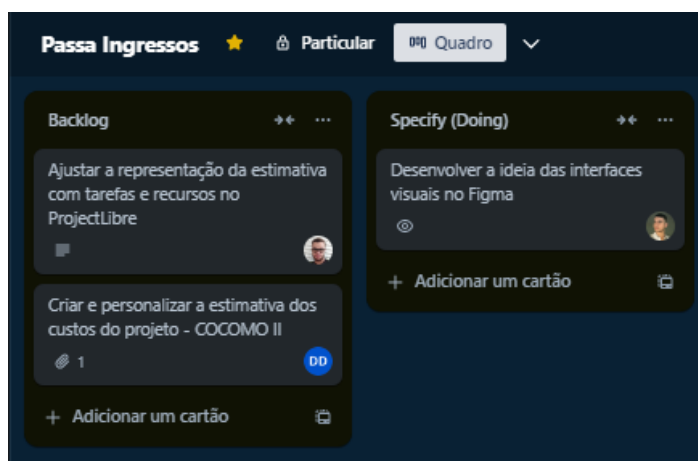 Passa Ingressos
Particular
Quadro
Backlog
Ajustar a representação da estimativa
com tarefas e recursos no
ProjectLibre
Criar e personalizar a estimativa dos
custos do projeto - COCOMO II
1
DD
+ Adicionar um cartão
Specify (Doing)
Desenvolver a ideia das interfaces
visuais no Figma
+ Adicionar um cartão